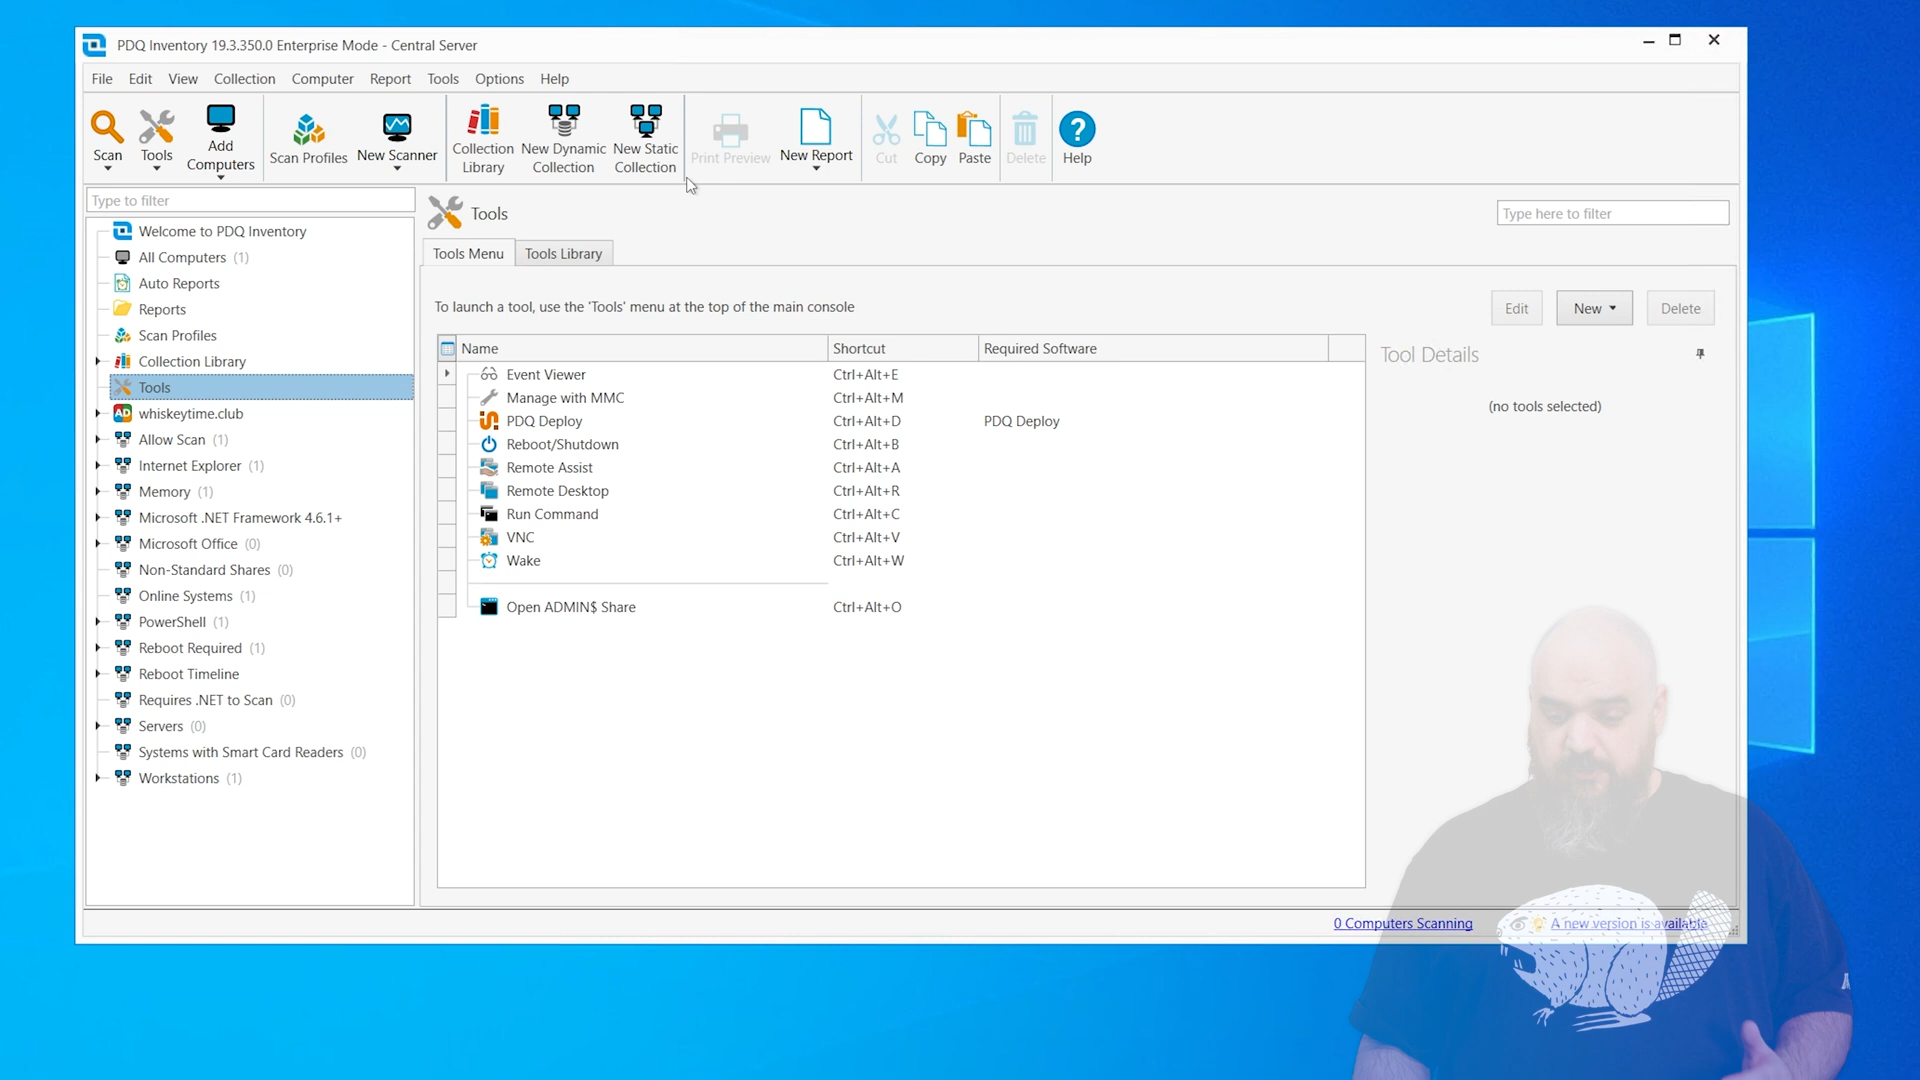 PDQ Inventory 19.3.350.0 Enterprise Mode - Central Server
File Edit View Collection Computer Report Tools Options Help
Scan
Tools
Add Computers
Scan Profiles
New Scanner
Collection Library
New Dynamic Collection
New Static Collection
Print Preview
New Report
Cut
Copy
Paste
Delete
Help
Type to filter
Welcome to PDQ Inventory
All Computers (1)
Auto Reports
Reports
Scan Profiles
Collection Library
Tools
AD whiskeytime.club
Allow Scan (1)
Internet Explorer (1)
Memory (1)
Microsoft .NET Framework 4.6.1+
Microsoft Office (0)
Non-Standard Shares (0)
Online Systems (1)
PowerShell (1)
Reboot Required (1)
Reboot Timeline
Requires .NET to Scan (0)
Servers (0)
Systems with Smart Card Readers (0)
Workstations (1)
Tools
Type here to filter
Tools Menu Tools Library
To launch a tool, use the 'Tools' menu at the top of the main console
Edit New Delete
Name Shortcut Required Software
Event Viewer Ctrl+Alt+E
Manage with MMC Ctrl+Alt+M
PDQ Deploy Ctrl+Alt+D PDQ Deploy
Reboot/Shutdown Ctrl+Alt+B
Remote Assist Ctrl+Alt+A
Remote Desktop Ctrl+Alt+R
Run Command Ctrl+Alt+C
VNC Ctrl+Alt+V
Wake Ctrl+Alt+W
Open ADMIN$ Share Ctrl+Alt+O
Tool Details
(no tools selected)
0 Computers Scanning
A new version is available